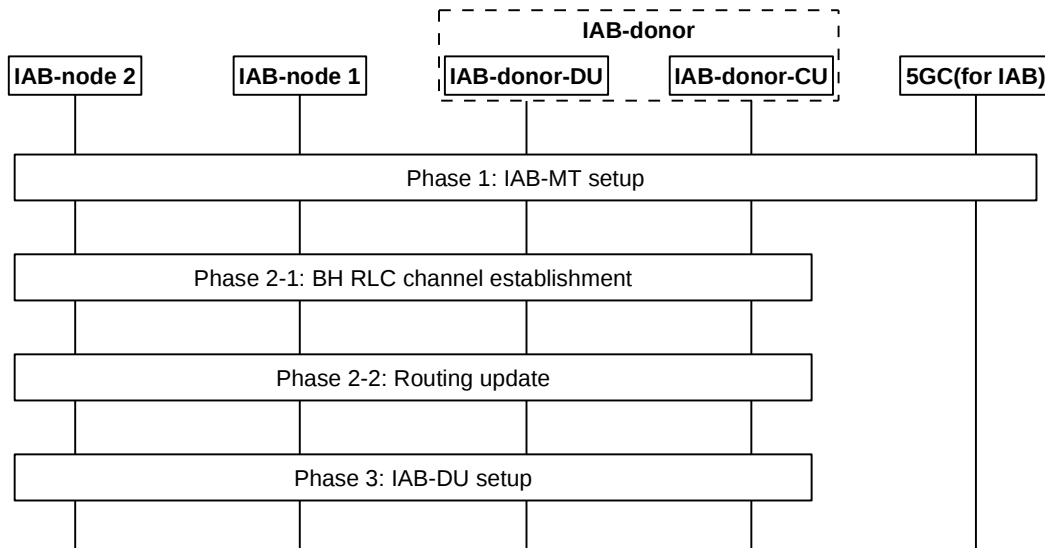 IAB-donor
IAB-node 2
IAB-node 1
IAB-donor-DU
IAB-donor-CU
5GC(for IAB)
Phase 1: IAB-MT setup
Phase 2-1: BH RLC channel establishment
Phase 2-2: Routing update
Phase 3: IAB-DU setup